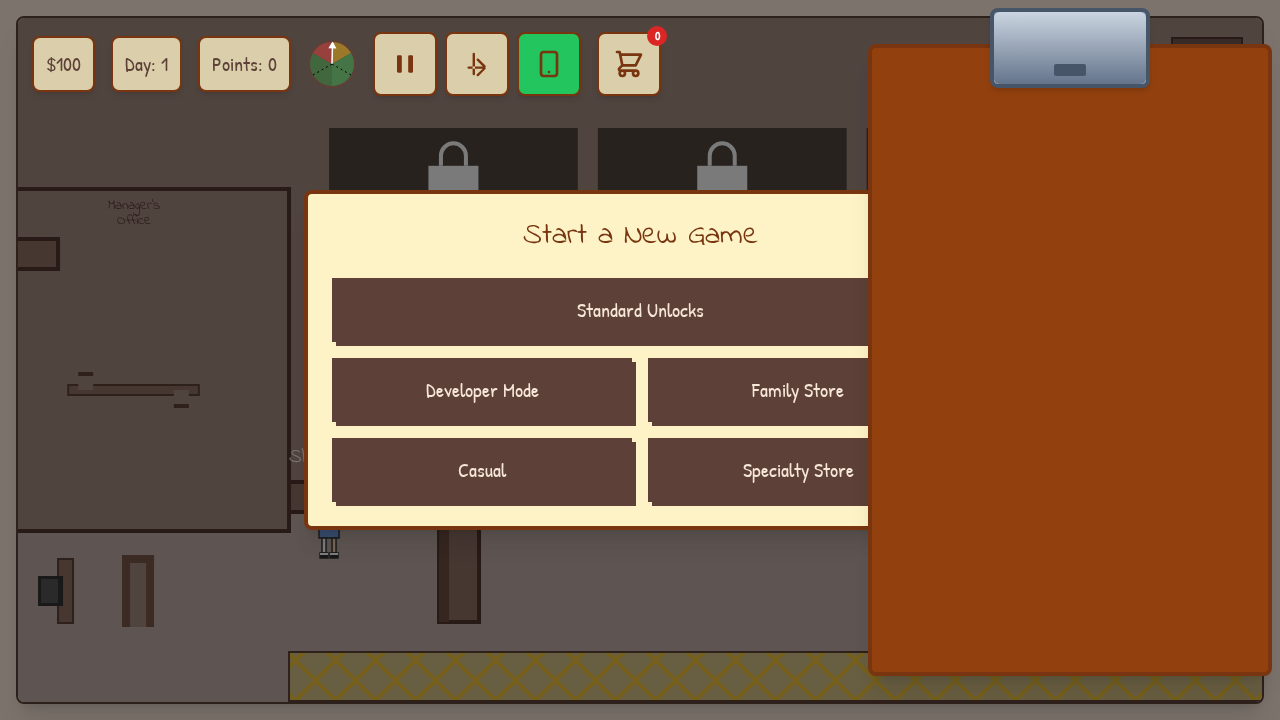 $100
Day: 1
Points: 0
0
Manager's
Office
Start a New Game
Standard Unlocks
Developer Mode
Family Store
Casual
Specialty Store